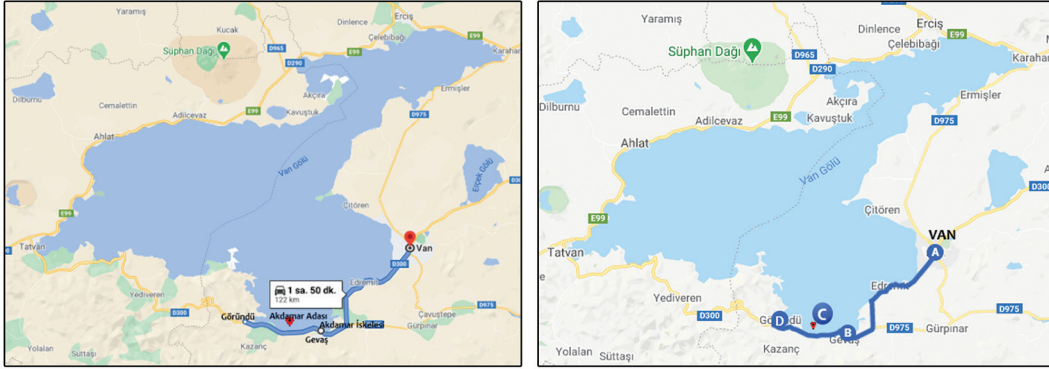 Yaramış
Kucak
Erciş
Dinlence
Çelebibağı
E99
Süphan Dağı
D965
Karahan
D290
Dilburnu
Akçıra
Ermişler
Cemalettin
E99
Kavuştuk
Adilcevaz
D975
Ahlat
Van Gölü
Erçek Gölü
D30
Çitören
E99
Tatvan
Van
D300
Edremit
1 sa. 50 dk.
122 km
Yediveren
D300
Göründü
Akdamar Adası
Akdamar İskelesi
Gevaş
D975
Çavuştepe
Gürpınar
Kazanç
Yolalan
Süttaşı
Yaramış
Erciş
Dinlence
E99
Çelebibağı
Süphan Dağı
D965
Karahan
D290
Dilburnu
Akçıra
Ermişler
Cemalettin
E99
Kavuştuk
Adilcevaz
D975
Ahlat
Van Gölü
D300
Çitören
E99
Tatvan
VAN
A
Edremit
Yediveren
D300
D
C
B
Gevaş
D975
Gürpınar
Kazanç
Yolalan
Süttaşı